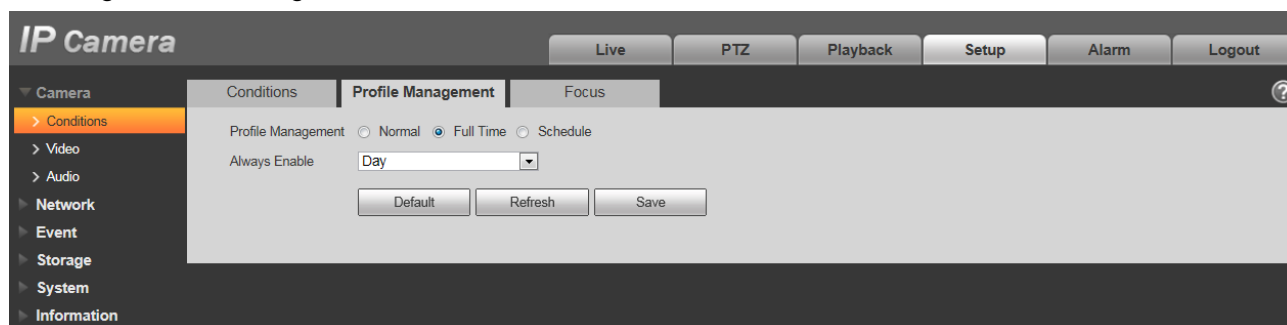 IP Camera
Live PTZ Playback Setup Alarm Logout
Camera
Conditions Profile Management Focus
Conditions
Profile Management Normal Full Time Schedule
Video
Always Enable Day
Audio
Network
Default Refresh Save
Event
Storage
System
Information